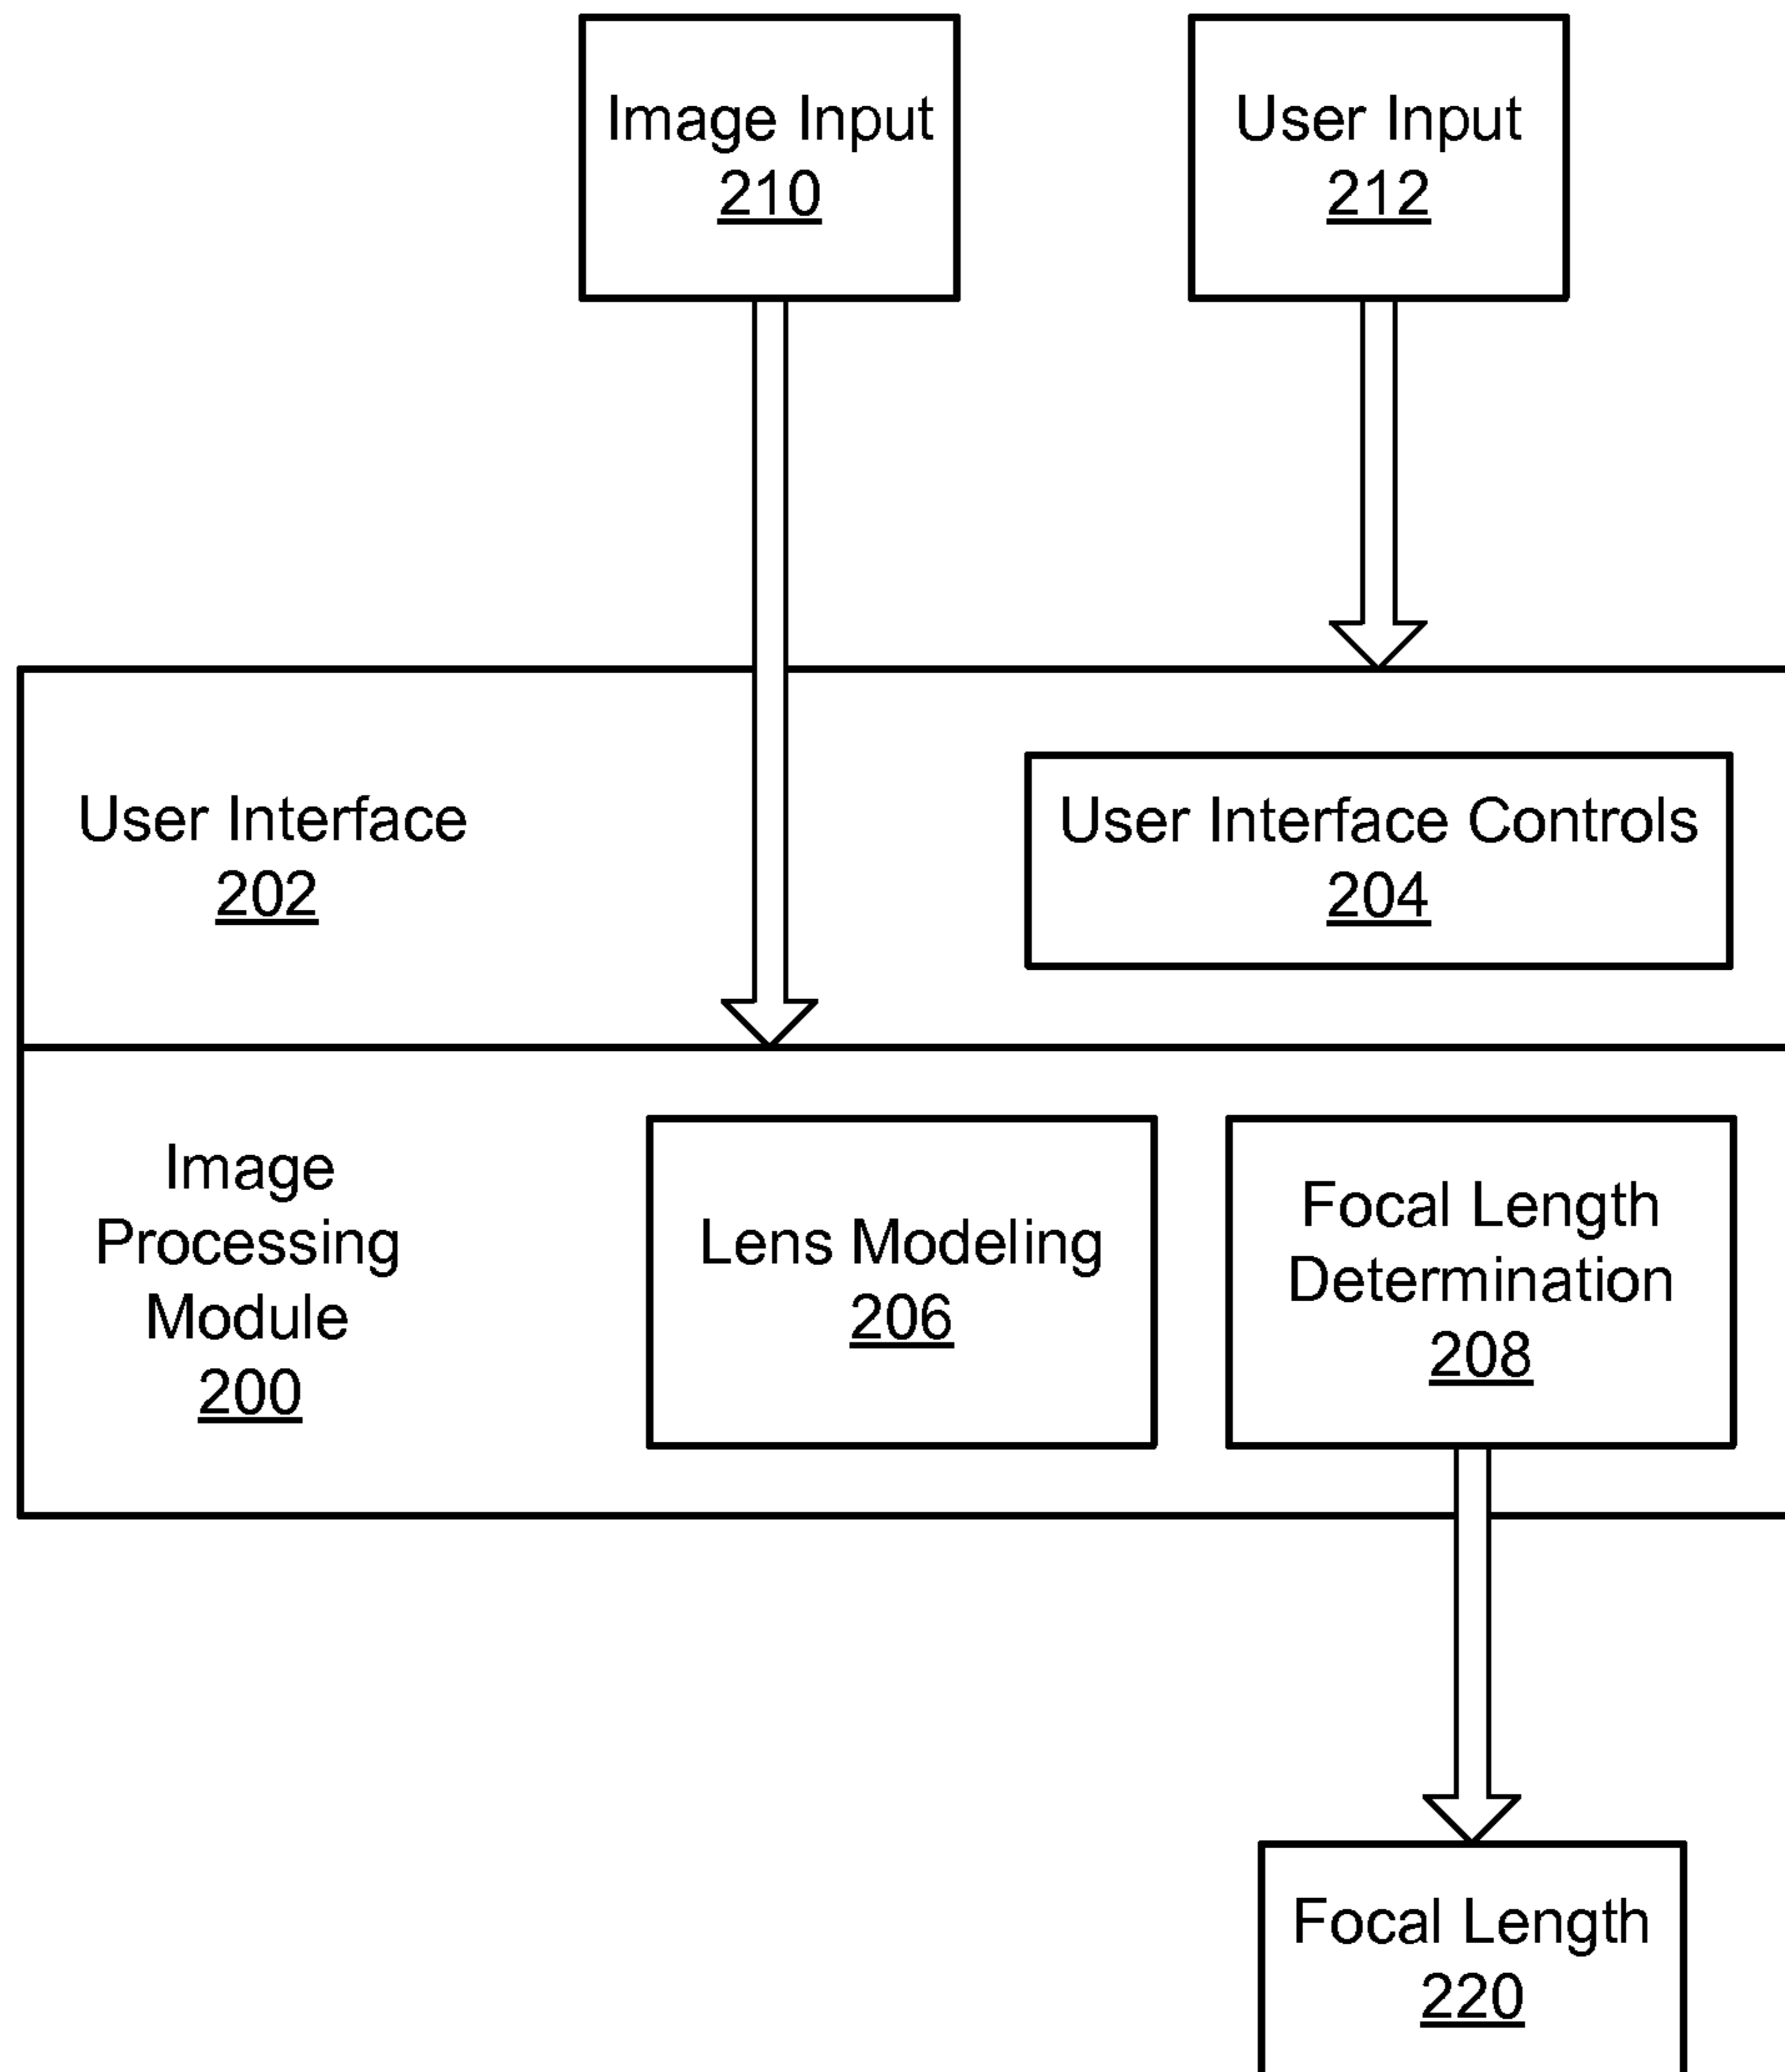 Image Input
210
User Input
212
User Interface
202
User Interface Controls
204
Image
Processing
Module
200
Lens Modeling
206
Focal Length
Determination
208
Focal Length
220